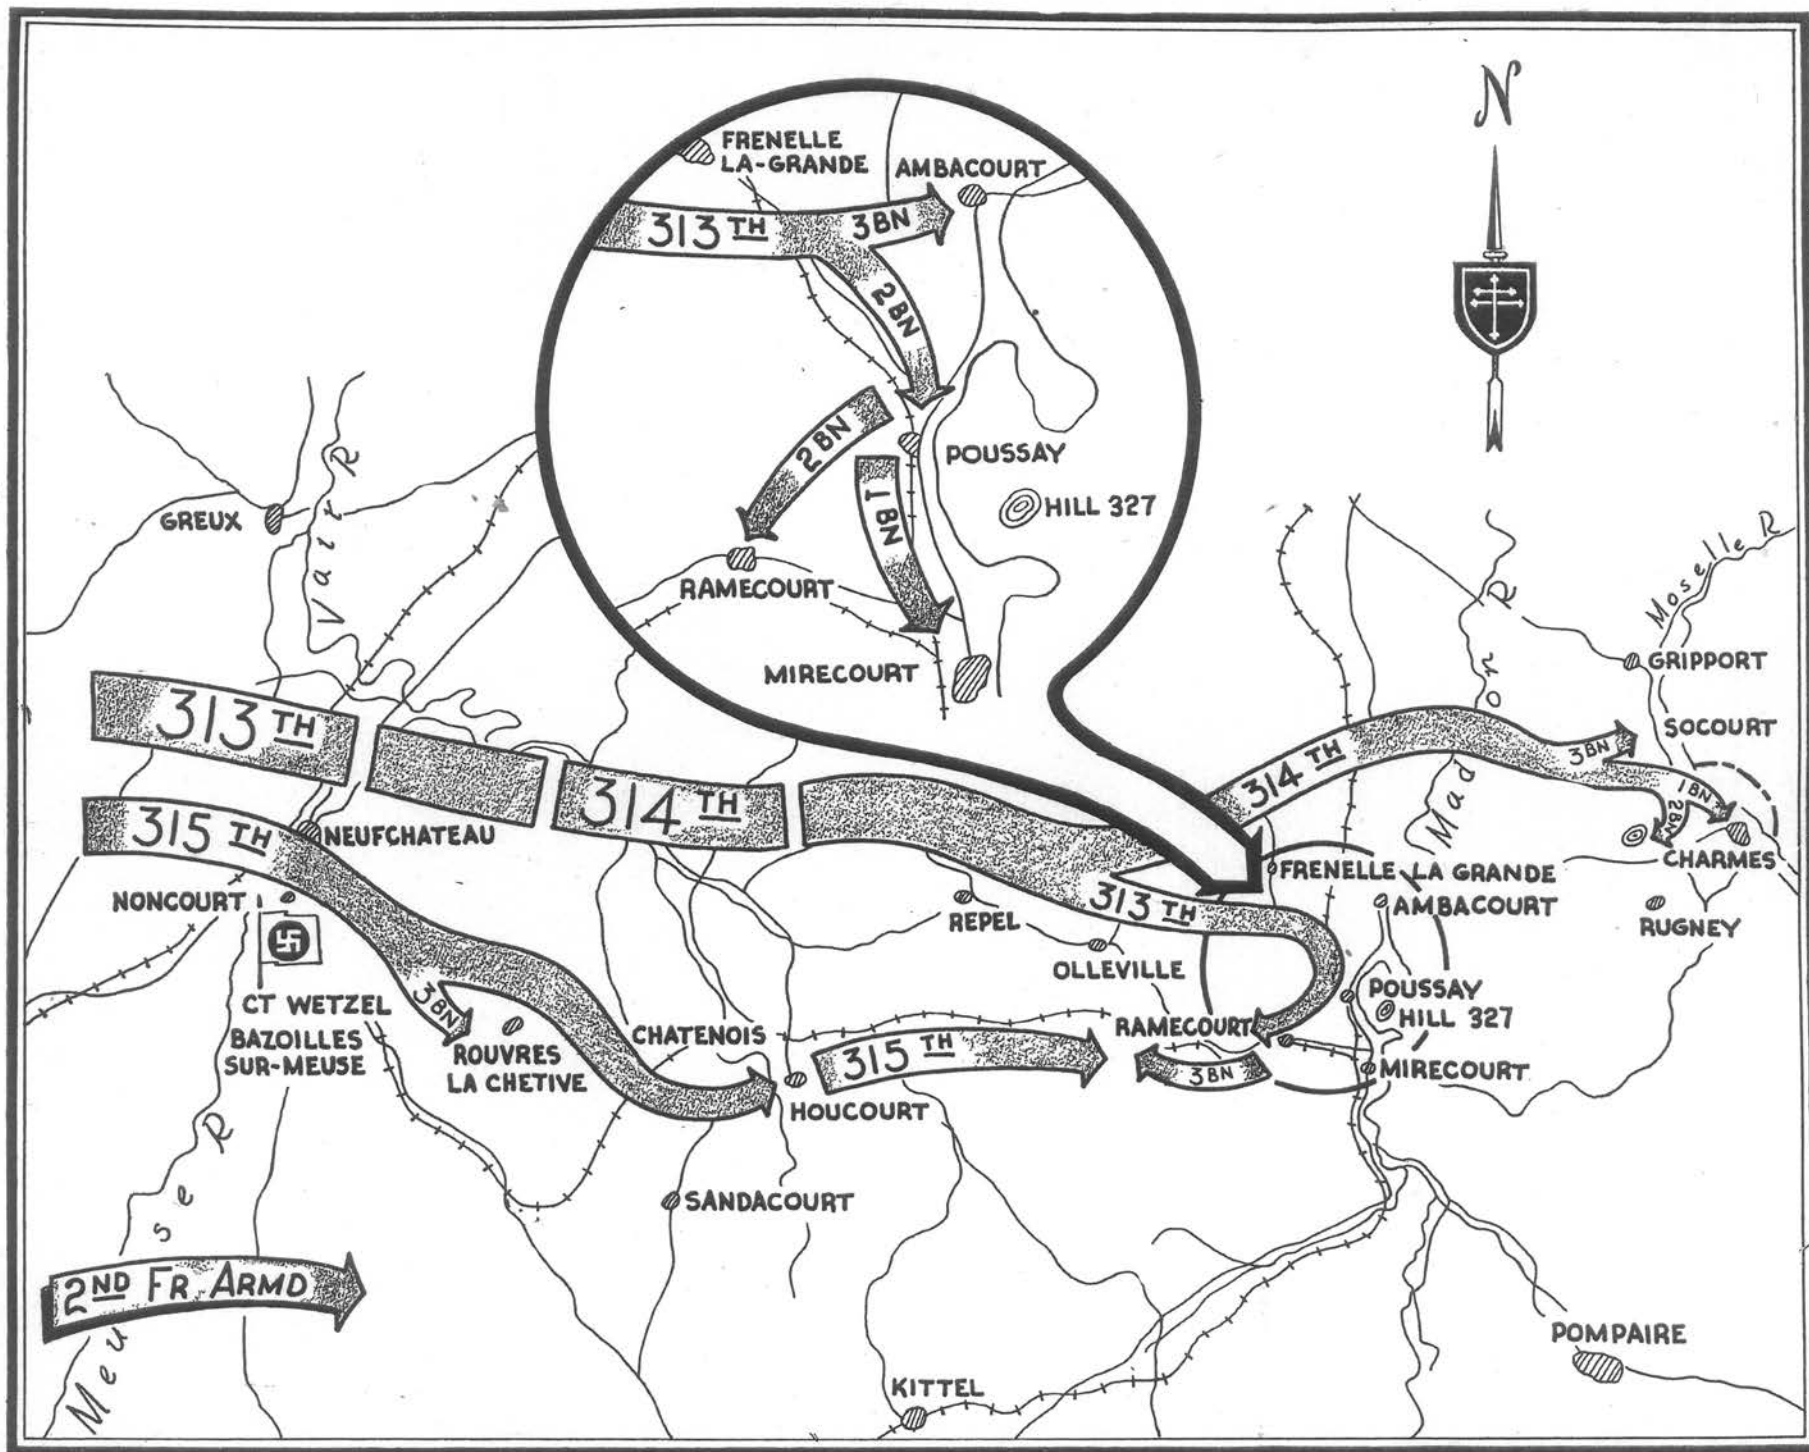 N
FRENELLE
LA-GRANDE
AMBACOURT
313TH
3BN
2BN
2BN
POUSSAY
1BN
HILL 327
RAMECOURT
MIRECOURT
GREUX
Vair R
Moselle R
GRIPPORT
SOCOURT
313TH
314TH
314TH
3BN
1BN
2BN
Madon R
315TH
NEUFCHATEAU
CHARMES
FRENELLE LA GRANDE
AMBACOURT
NONCOURT
REPEL
313TH
RUGNEY
OLLEVILLE
CT WETZEL
3BN
POUSSAY
HILL 327
BAZOILLES
SUR-MEUSE
ROUVRES
LA CHETIVE
CHATENOIS
RAMECOURT
315TH
3BN
MIRECOURT
HOUCOURT
SANDACOURT
Meuse R
2ND FR ARMD
POMPAIRE
KITTEL